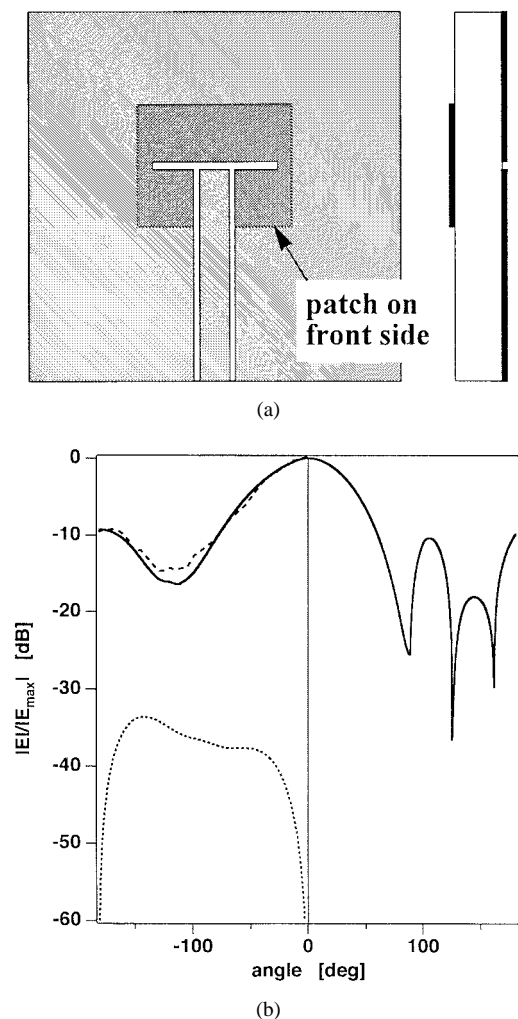 patch on
front side
(a)
|E|/|E_max| [dB]
0
-10
-20
-30
-40
-50
-60
-100
0
100
angle [deg]
(b)